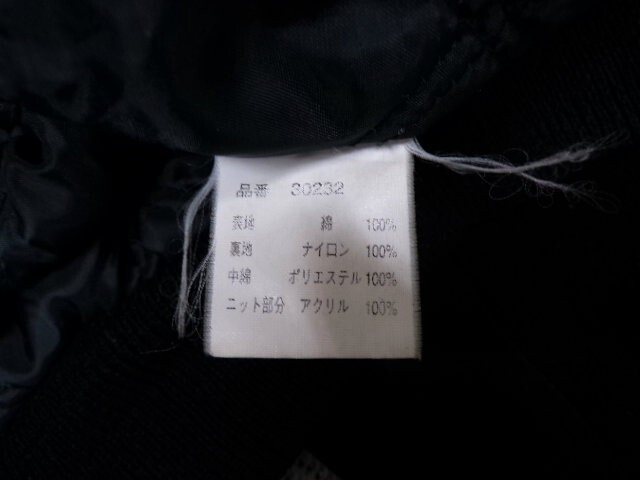 品番 30232
表地 綿 100%
裏地 ナイロン 100%
中綿 ポリエステル 100%
ニット部分 アクリル 100%